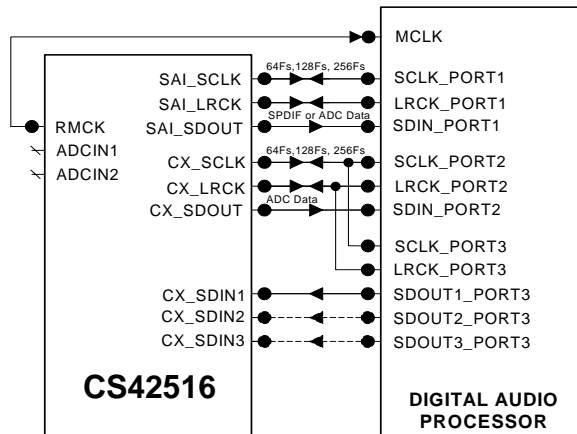 MCLK
64Fs,128Fs, 256Fs
SAI_SCLK
SCLK_PORT1
SAI_LRCK
LRCK_PORT1
SPDIF or ADC Data
RMCK
SAI_SDOUT
SDIN_PORT1
ADCIN1
64Fs,128Fs, 256Fs
CX_SCLK
SCLK_PORT2
ADCIN2
CX_LRCK
LRCK_PORT2
ADC Data
CX_SDOUT
SDIN_PORT2
SCLK_PORT3
LRCK_PORT3
CX_SDIN1
SDOUT1_PORT3
CX_SDIN2
SDOUT2_PORT3
CX_SDIN3
SDOUT3_PORT3
CS42516
DIGITAL AUDIO
PROCESSOR